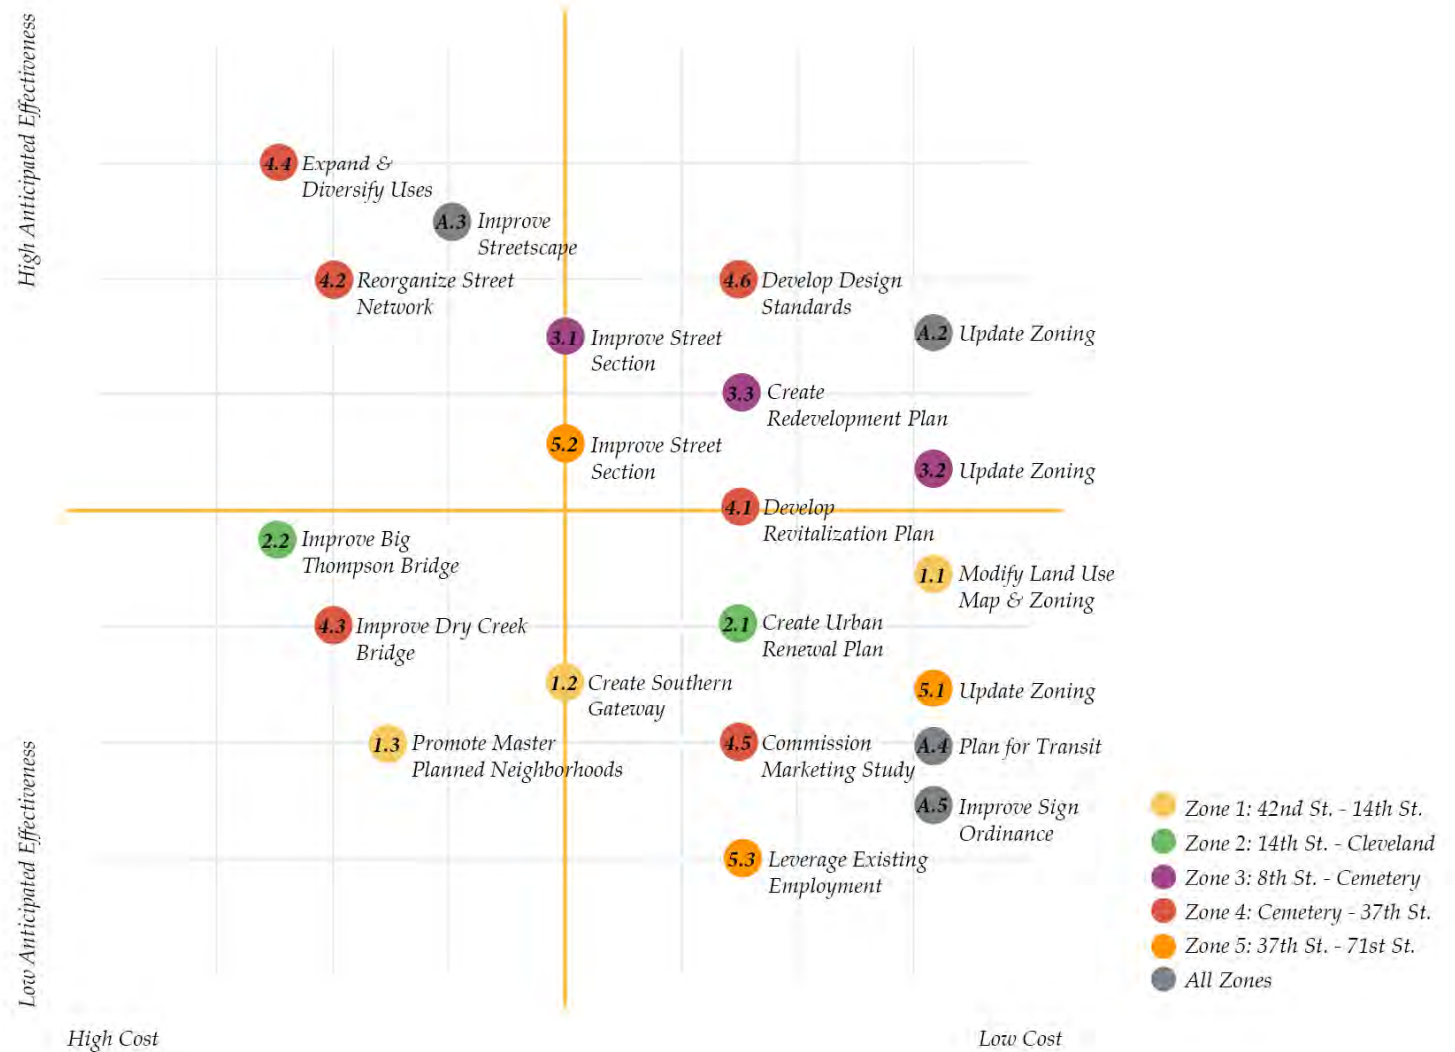 High Anticipated Effectiveness
4.4 Expand &
Diversify Uses
A.3 Improve
Streetscape
4.2 Reorganize Street
Network
4.6 Develop Design
Standards
3.1 Improve Street
Section
A.2 Update Zoning
3.3 Create
Redevelopment Plan
5.2 Improve Street
Section
3.2 Update Zoning
4.1 Develop
Revitalization Plan
2.2 Improve Big
Thompson Bridge
1.1 Modify Land Use
Map & Zoning
4.3 Improve Dry Creek
Bridge
2.1 Create Urban
Renewal Plan
1.2 Create Southern
Gateway
5.1 Update Zoning
1.3 Promote Master
Planned Neighborhoods
4.5 Commission
Marketing Study
A.4 Plan for Transit
A.5 Improve Sign
Ordinance
5.3 Leverage Existing
Employment
Low Anticipated Effectiveness
High Cost
Low Cost
Zone 1: 42nd St. - 14th St.
Zone 2: 14th St. - Cleveland
Zone 3: 8th St. - Cemetery
Zone 4: Cemetery - 37th St.
Zone 5: 37th St. - 71st St.
All Zones